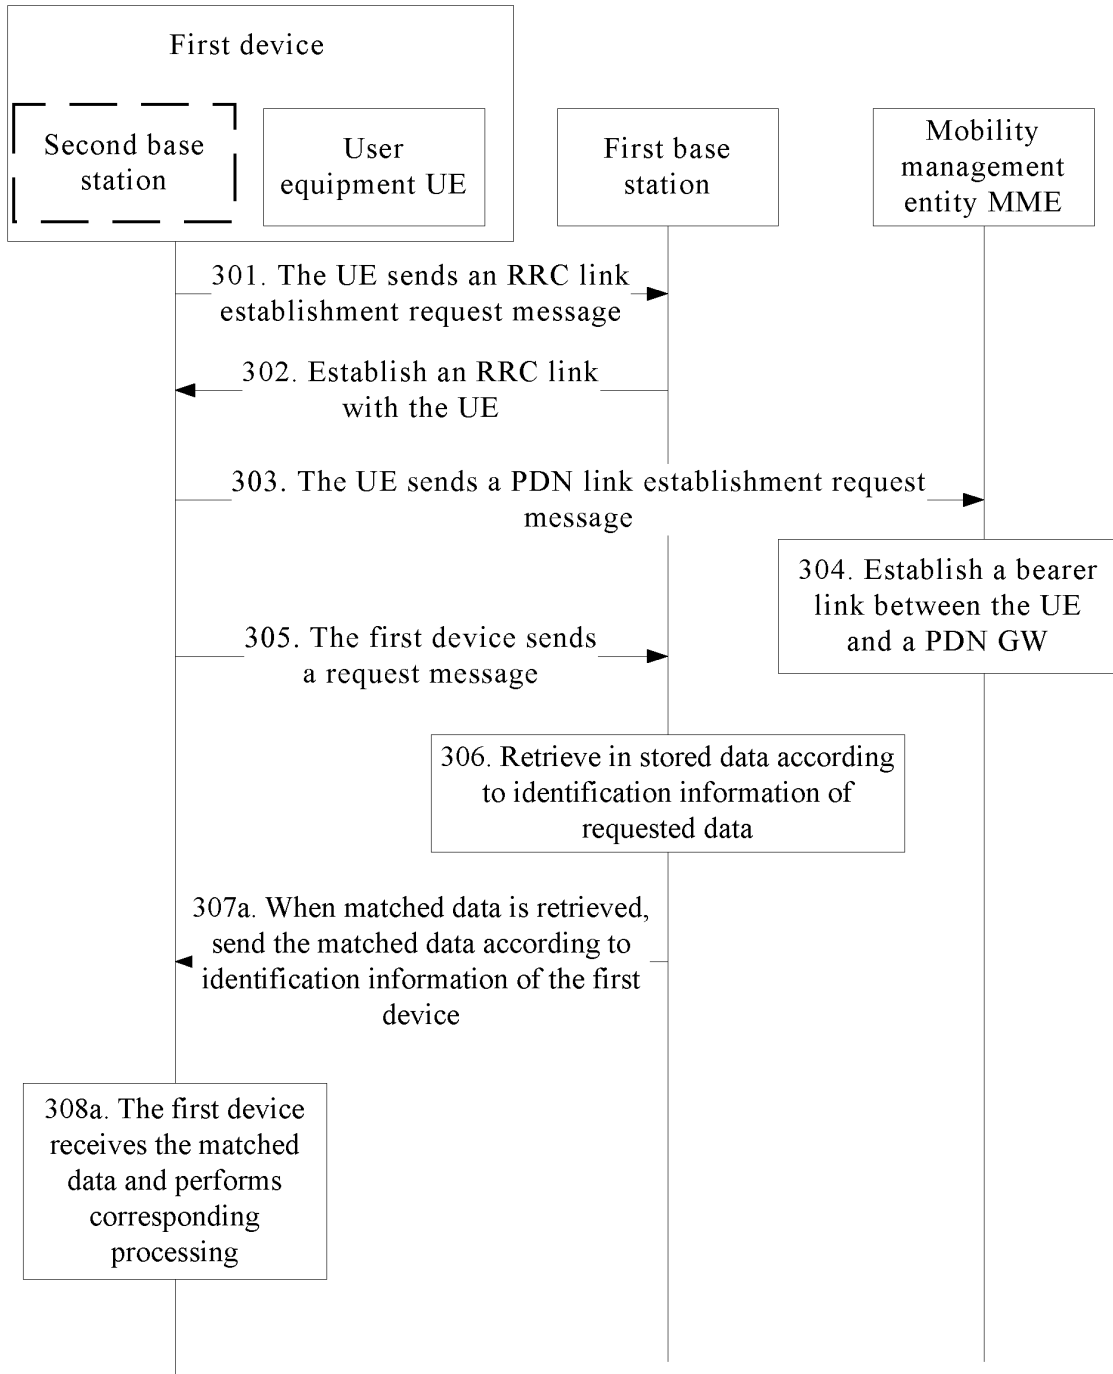 First device
Second base
station
User
equipment UE
First base
station
Mobility
management
entity MME
301. The UE sends an RRC link
establishment request message
302. Establish an RRC link
with the UE
303. The UE sends a PDN link establishment request
message
304. Establish a bearer
link between the UE
and a PDN GW
305. The first device sends
a request message
306. Retrieve in stored data according
to identification information of
requested data
307a. When matched data is retrieved,
send the matched data according to
identification information of the first
device
308a. The first device
receives the matched
data and performs
corresponding
processing